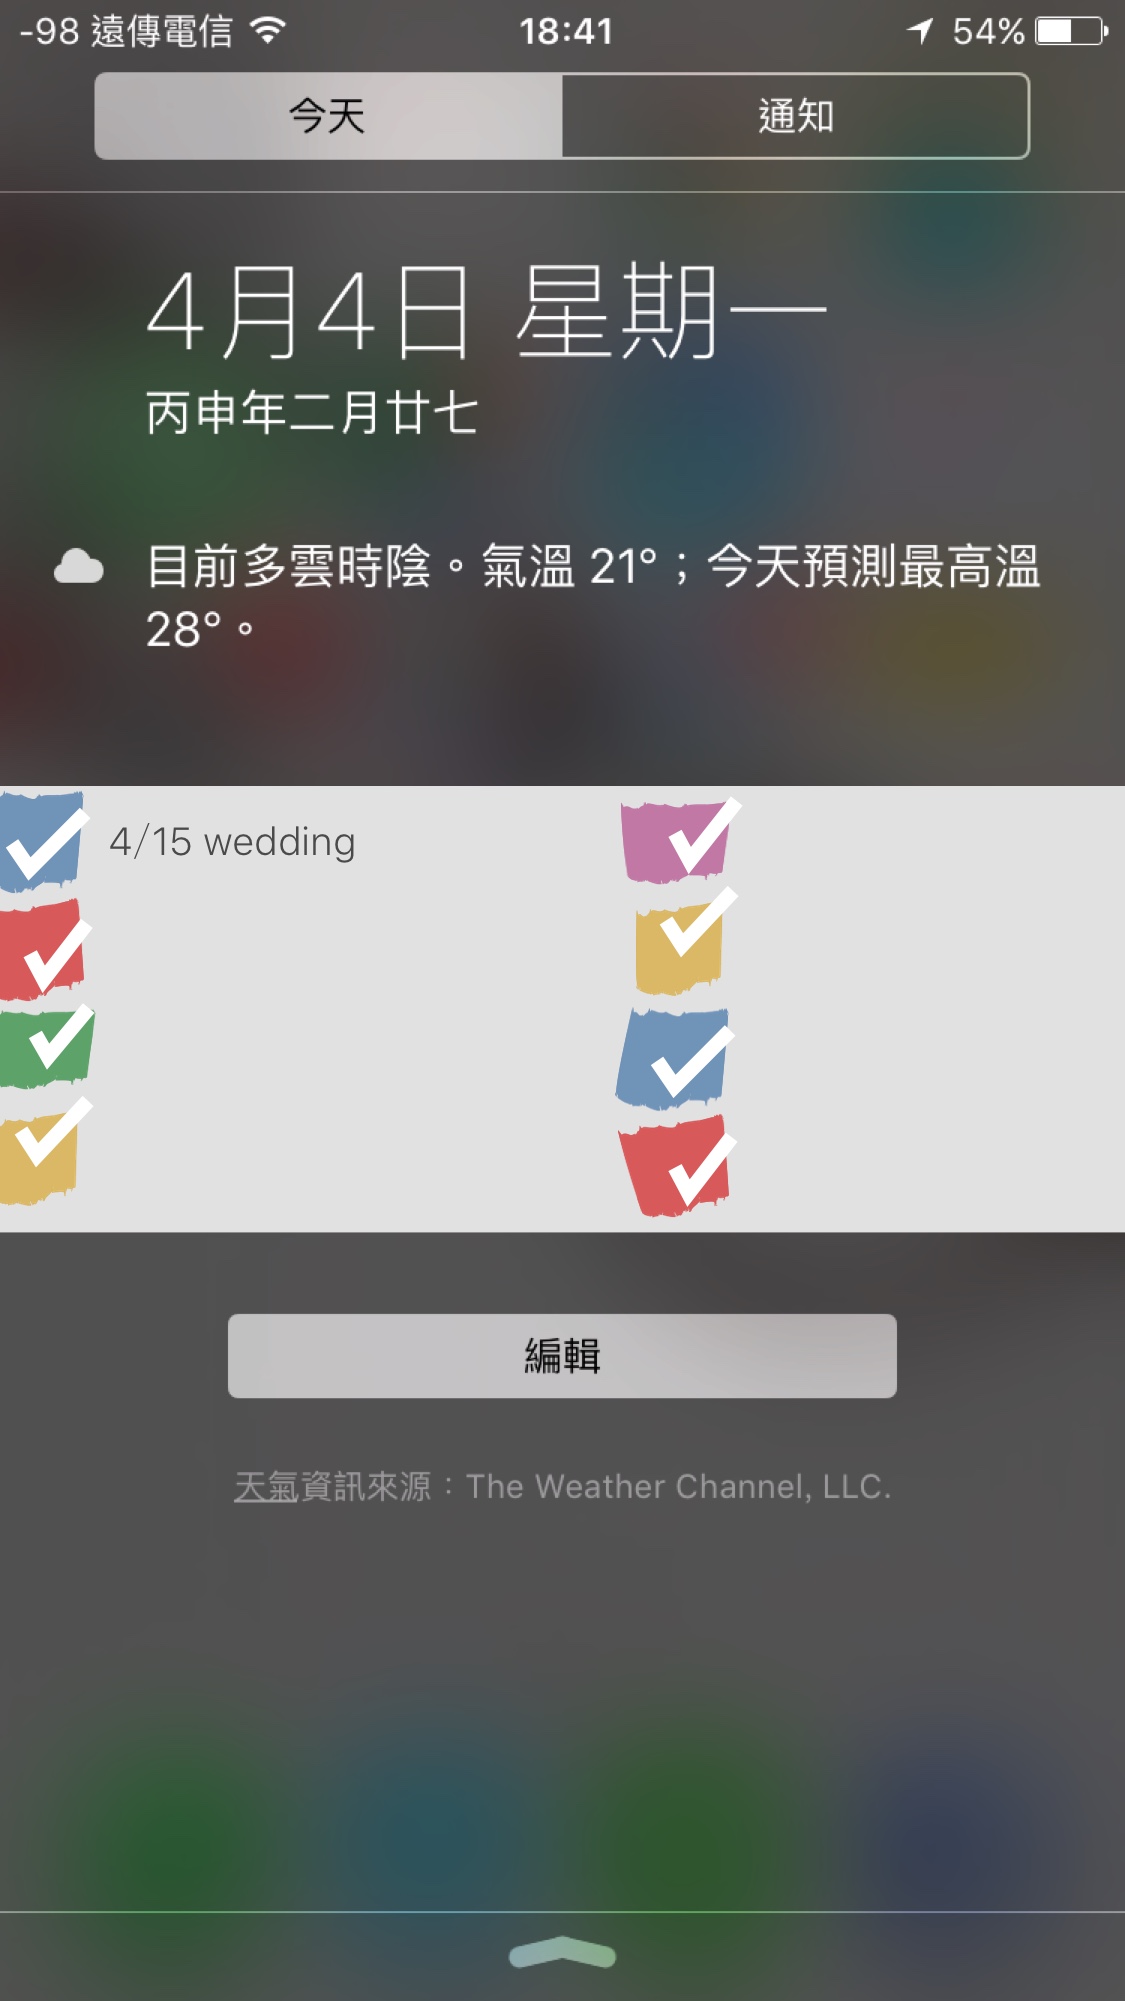 -98 遠傳電信 18:41 54%
今天 通知
4月4日 星期一
丙申年二月廿七
目前多雲時陰。氣溫 21°；今天預測最高溫
28°。
4/15 wedding
編輯
天氣資訊來源：The Weather Channel, LLC.